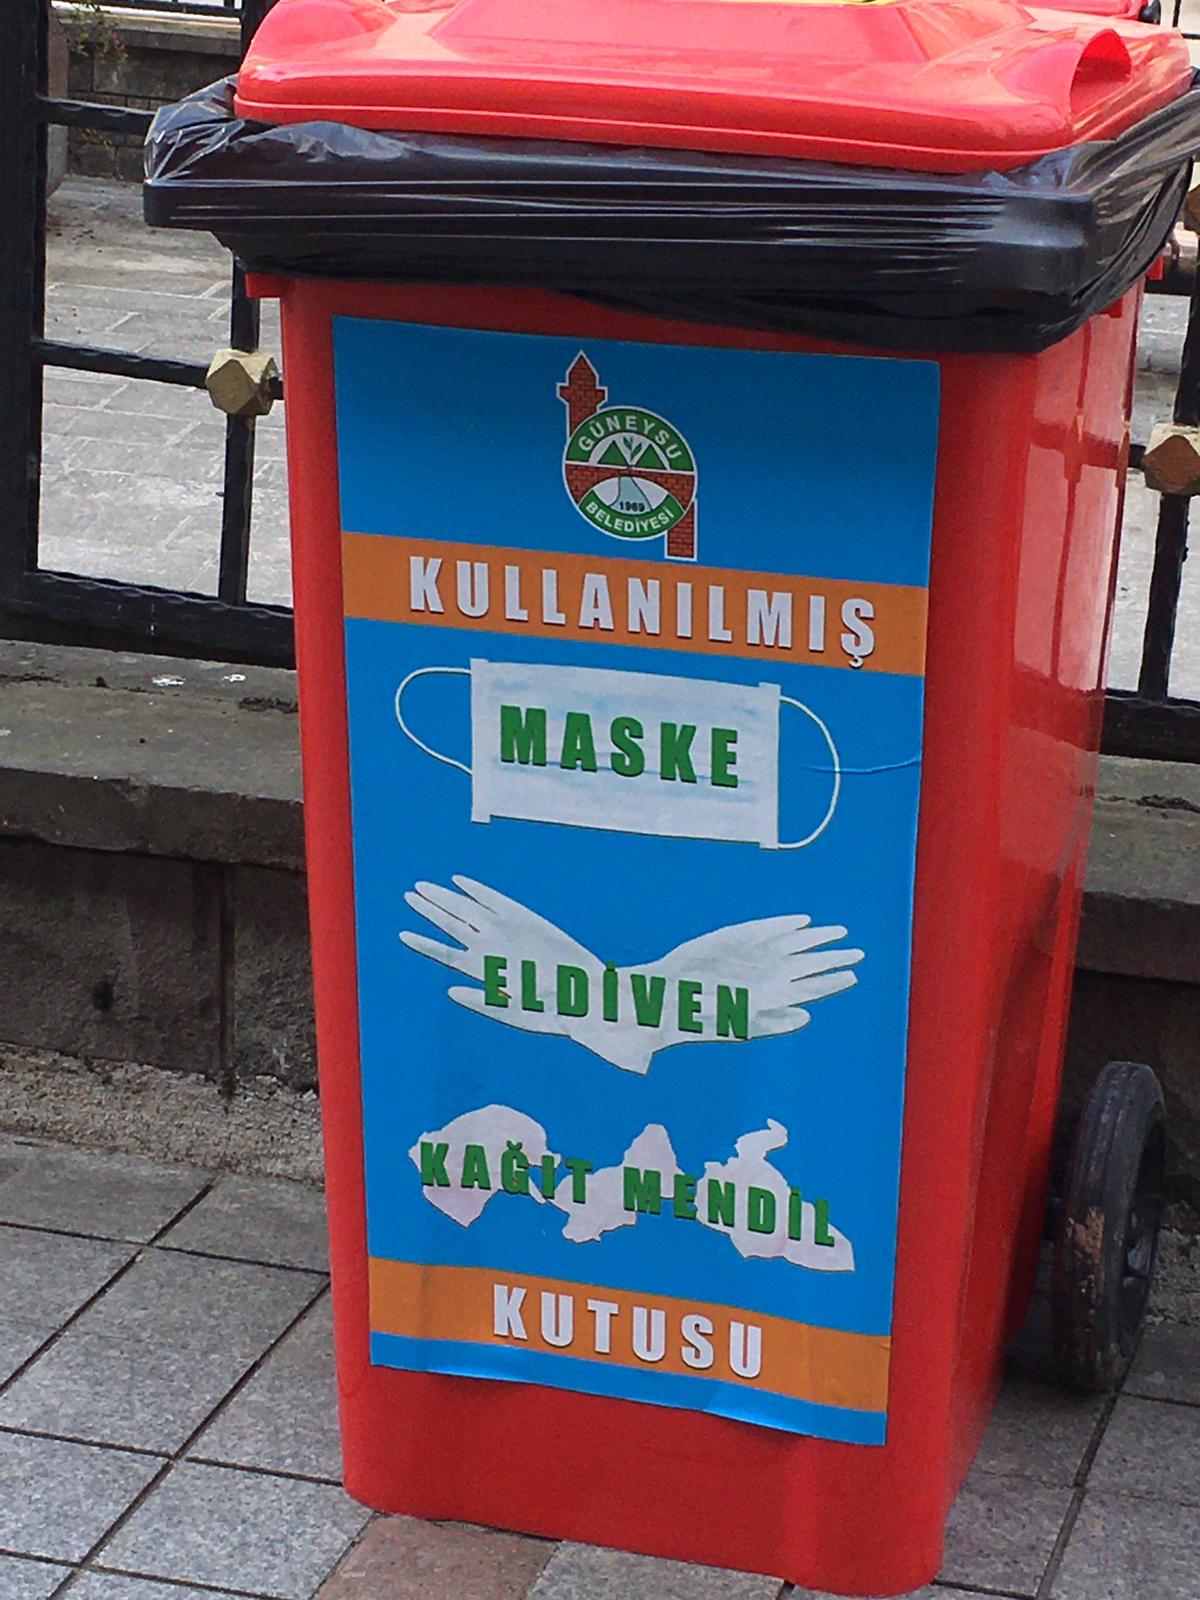 GÜNEYSU
1969
BELEDİYESİ
KULLANILMIŞ
MASKE
ELDİVEN
KAĞIT MENDİL
KUTUSU